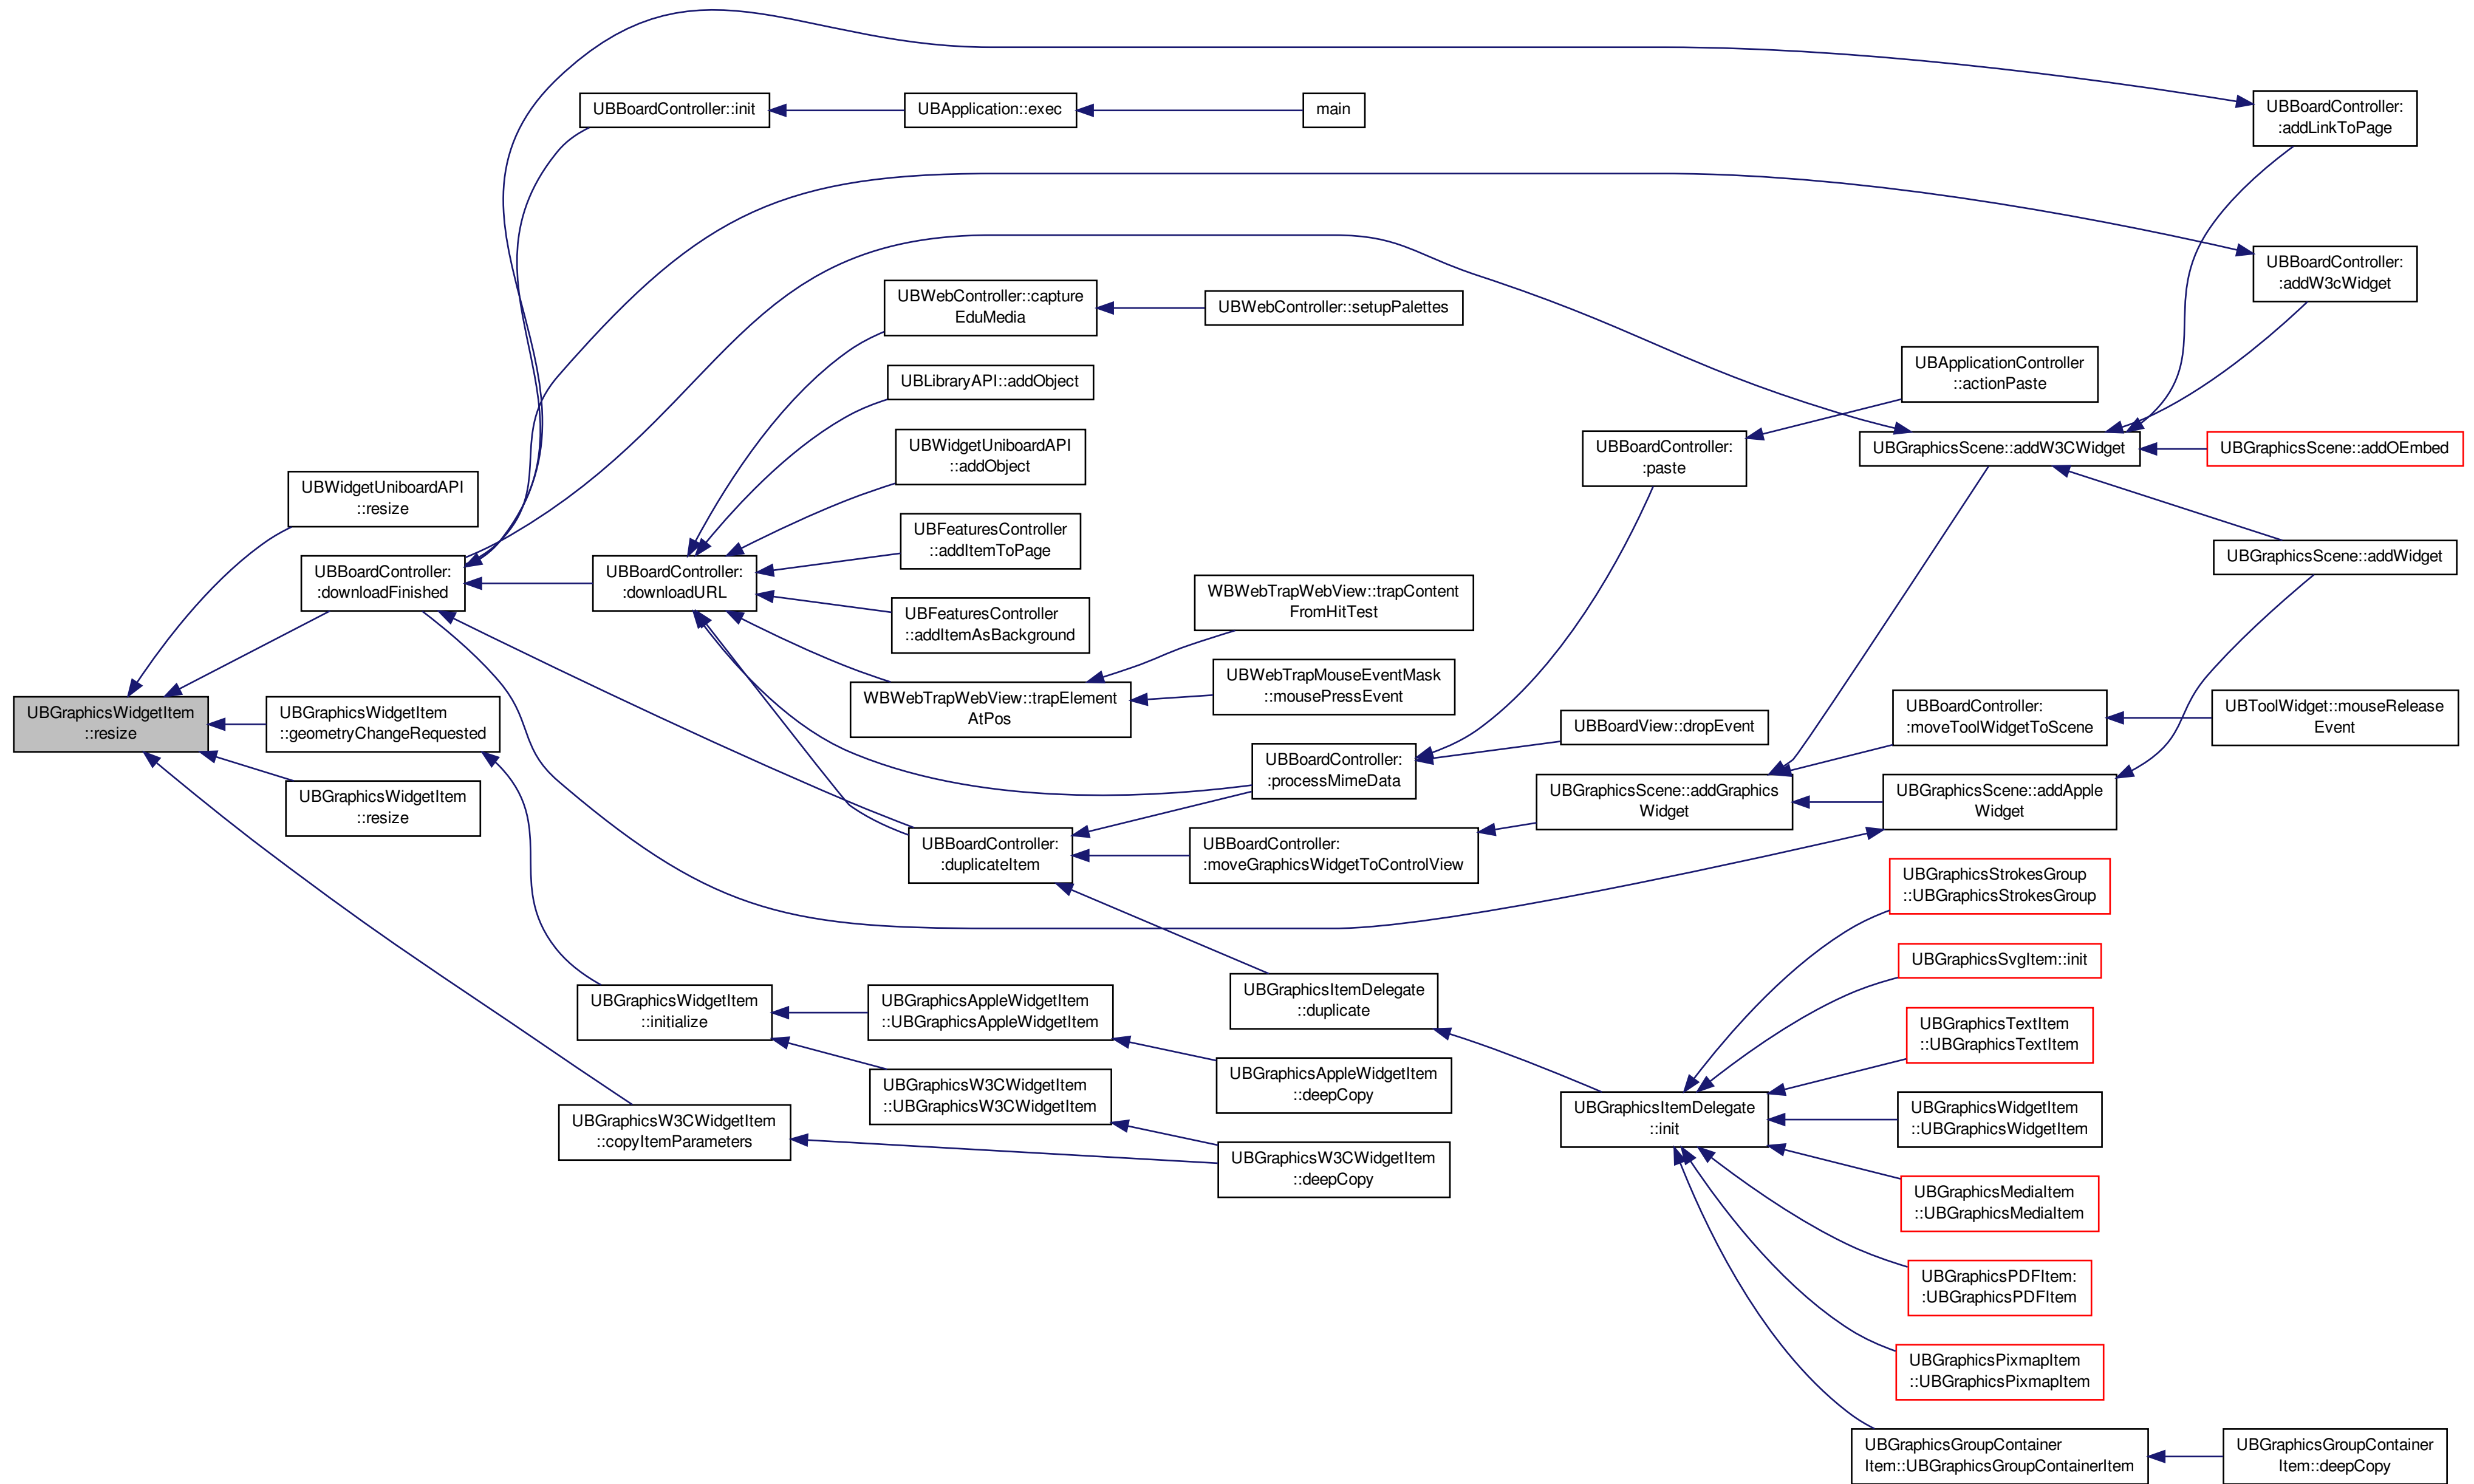 UBBoardController::init
UBApplication::exec
main
UBBoardController:
:addLinkToPage
UBBoardController:
:addW3cWidget
UBWebController::capture
EduMedia
UBWebController::setupPalettes
UBLibraryAPI::addObject
UBApplicationController
::actionPaste
UBWidgetUniboardAPI
::addObject
UBBoardController:
:paste
UBGraphicsScene::addW3CWidget
UBGraphicsScene::addOEmbed
UBWidgetUniboardAPI
::resize
UBFeaturesController
::addItemToPage
UBGraphicsScene::addWidget
UBBoardController:
:downloadFinished
UBBoardController:
:downloadURL
WBWebTrapWebView::trapContent
FromHitTest
UBFeaturesController
::addItemAsBackground
UBWebTrapMouseEventMask
::mousePressEvent
WBWebTrapWebView::trapElement
AtPos
UBGraphicsWidgetItem
::resize
UBGraphicsWidgetItem
::geometryChangeRequested
UBBoardView::dropEvent
UBBoardController:
:moveToolWidgetToScene
UBToolWidget::mouseRelease
Event
UBBoardController:
:processMimeData
UBGraphicsWidgetItem
::resize
UBGraphicsScene::addGraphics
Widget
UBGraphicsScene::addApple
Widget
UBBoardController:
:duplicateItem
UBBoardController:
:moveGraphicsWidgetToControlView
UBGraphicsStrokesGroup
::UBGraphicsStrokesGroup
UBGraphicsSvgItem::init
UBGraphicsItemDelegate
::duplicate
UBGraphicsWidgetItem
::initialize
UBGraphicsAppleWidgetItem
::UBGraphicsAppleWidgetItem
UBGraphicsTextItem
::UBGraphicsTextItem
UBGraphicsAppleWidgetItem
::deepCopy
UBGraphicsW3CWidgetItem
::UBGraphicsW3CWidgetItem
UBGraphicsItemDelegate
::init
UBGraphicsWidgetItem
::UBGraphicsWidgetItem
UBGraphicsW3CWidgetItem
::copyItemParameters
UBGraphicsW3CWidgetItem
::deepCopy
UBGraphicsMediaItem
::UBGraphicsMediaItem
UBGraphicsPDFItem:
:UBGraphicsPDFItem
UBGraphicsPixmapItem
::UBGraphicsPixmapItem
UBGraphicsGroupContainer
Item::UBGraphicsGroupContainerItem
UBGraphicsGroupContainer
Item::deepCopy